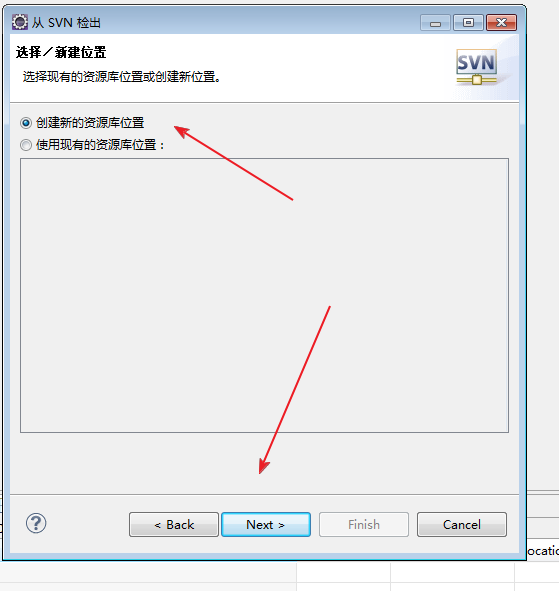 从 SVN 检出
选择／新建位置
选择现有的资源库位置或创建新位置。
SVN
创建新的资源库位置
使用现有的资源库位置：
?
< Back
Next >
Finish
Cancel